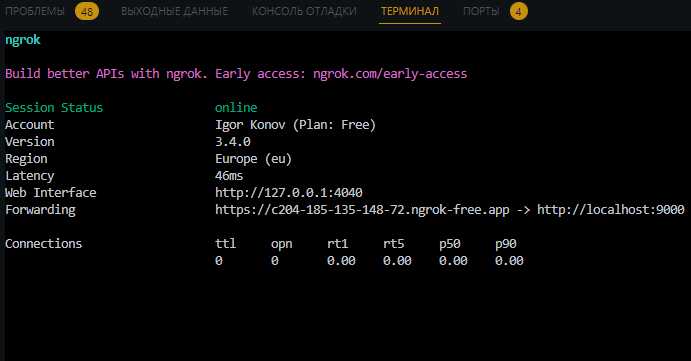 ПРОБЛЕМЫ 48 ВЫХОДНЫЕ ДАННЫЕ КОНСОЛЬ ОТЛАДКИ ТЕРМИНАЛ ПОРТЫ 4
ngrok
Build better APIs with ngrok. Early access: ngrok.com/early-access
Session Status online
Account Igor Konov (Plan: Free)
Version 3.4.0
Region Europe (eu)
Latency 46ms
Web Interface http://127.0.0.1:4040
Forwarding https://c204-185-135-148-72.ngrok-free.app -> http://localhost:9000
Connections ttl opn rt1 rt5 p50 p90
0 0 0.00 0.00 0.00 0.00